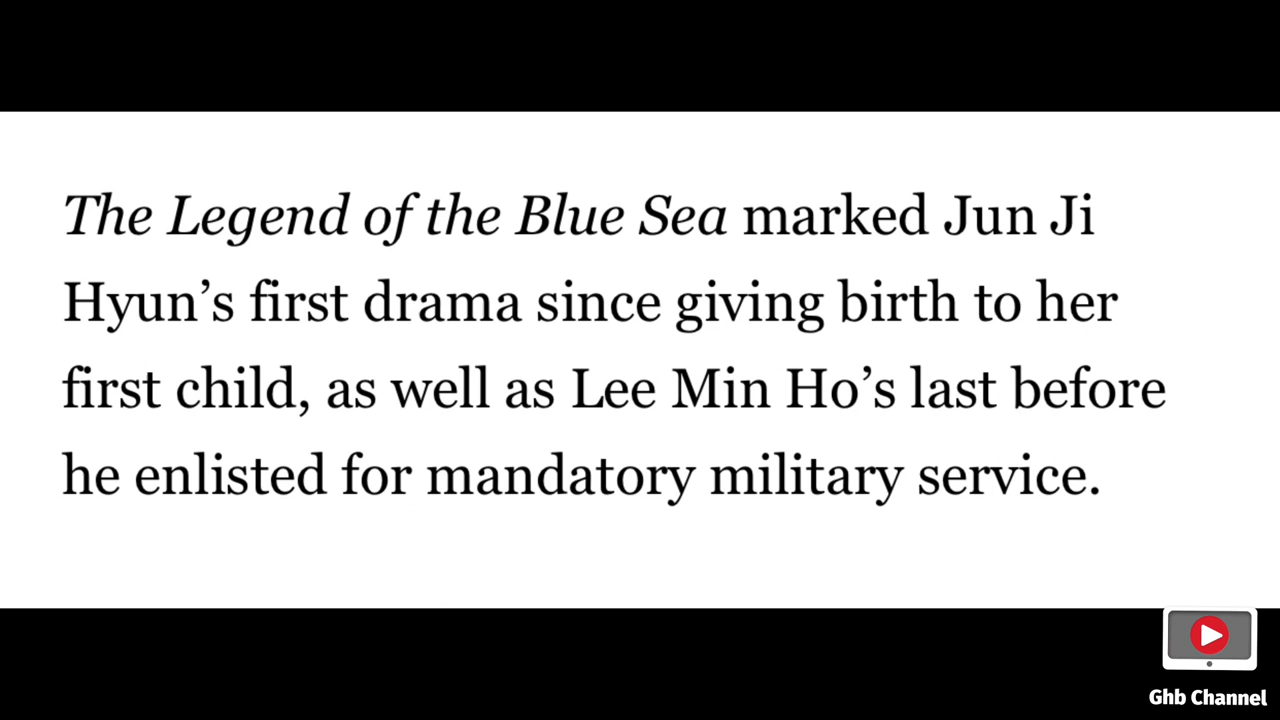 The Legend of the Blue Sea marked Jun Ji
Hyun’s first drama since giving birth to her
first child, as well as Lee Min Ho’s last before
he enlisted for mandatory military service.
Ghb Channel